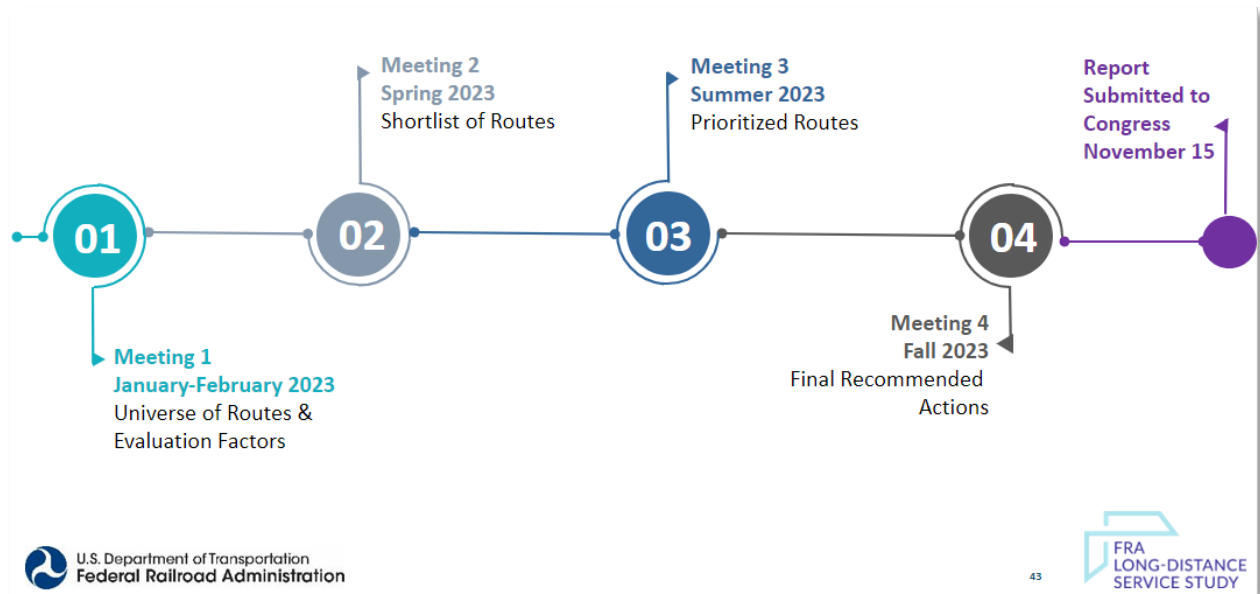 01
Meeting 1
January-February 2023
Universe of Routes &
Evaluation Factors
02
Meeting 2
Spring 2023
Shortlist of Routes
03
Meeting 3
Summer 2023
Prioritized Routes
04
Meeting 4
Fall 2023
Final Recommended
Actions
Report
Submitted to
Congress
November 15
U.S. Department of Transportation
Federal Railroad Administration
43
FRA
LONG-DISTANCE
SERVICE STUDY